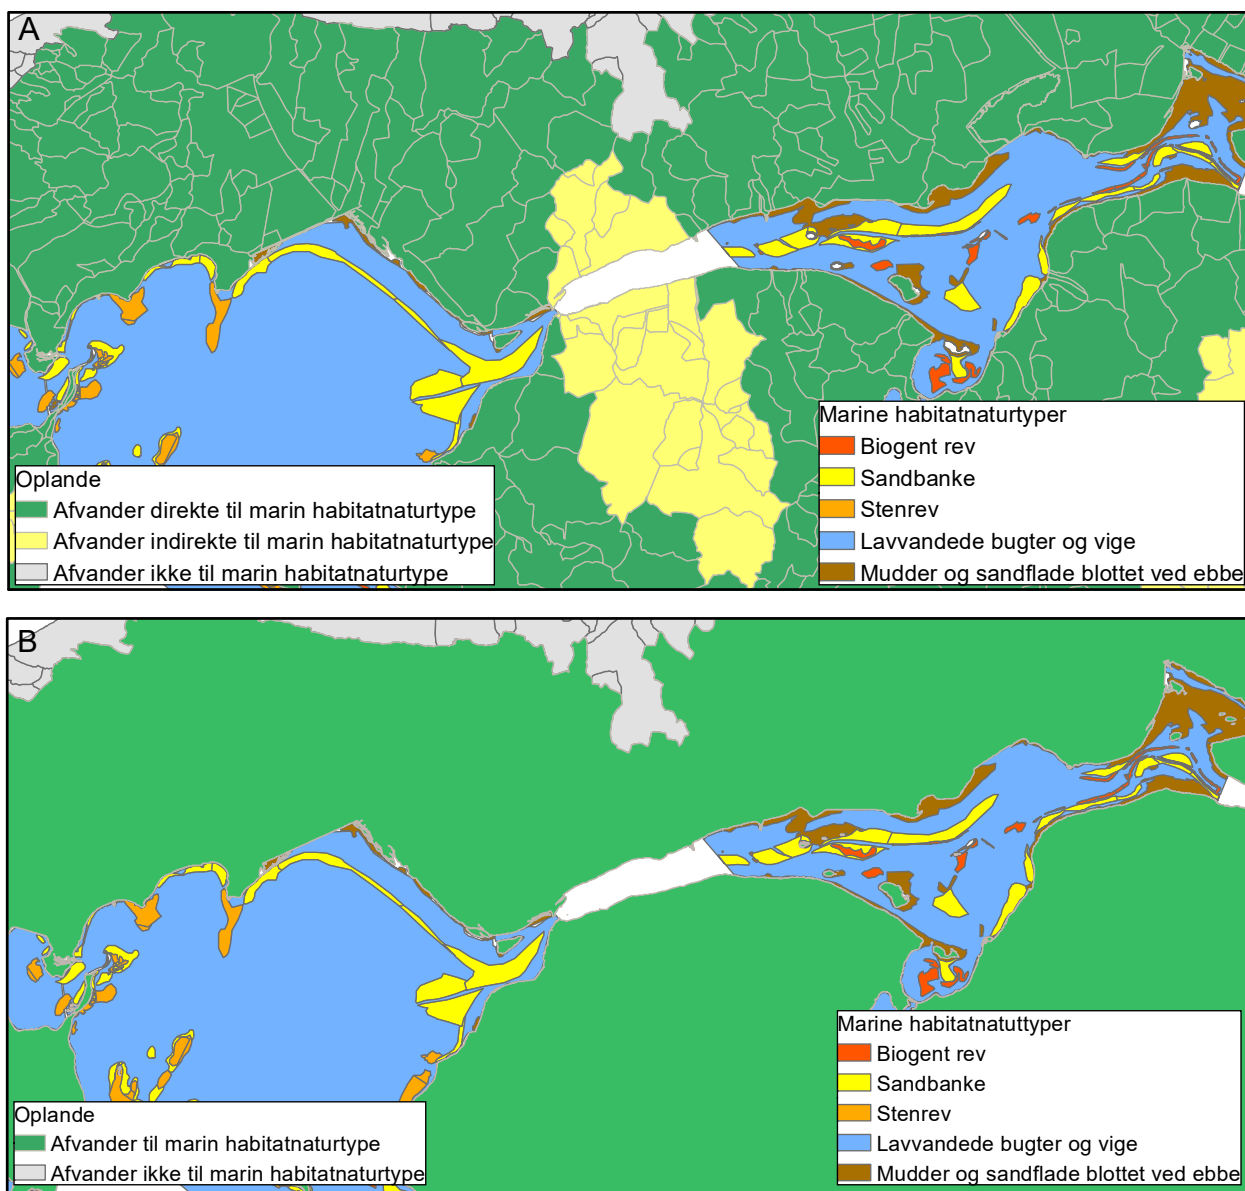 A
Marine habitatnaturtyper
Biogent rev
Sandbanke
Stenrev
Lavvandede bugter og vige
Mudder og sandflade blottet ved ebbe
Oplande
Afvander direkte til marin habitatnaturtype
Afvander indirekte til marin habitatnaturtype
Afvander ikke til marin habitatnaturtype
B
Marine habitatnatuttyper
Biogent rev
Sandbanke
Stenrev
Lavvandede bugter og vige
Mudder og sandflade blottet ved ebbe
Oplande
Afvander til marin habitatnaturtype
Afvander ikke til marin habitatnaturtype